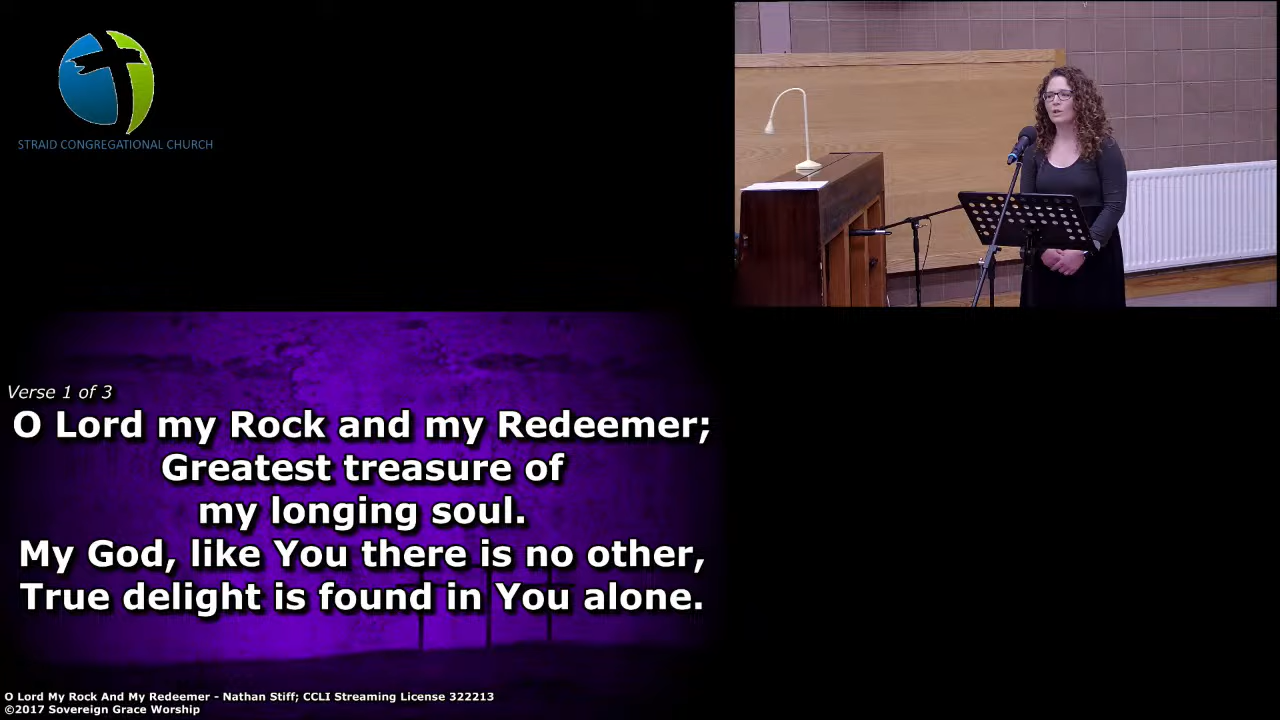 STRAID CONGREGATIONAL CHURCH
Verse 1 of 3
O Lord my Rock and my Redeemer;
Greatest treasure of
my longing soul.
My God, like You there is no other,
True delight is found in You alone.
O Lord My Rock And My Redeemer - Nathan Stiff; CCLI Streaming License 322213
©2017 Sovereign Grace Worship